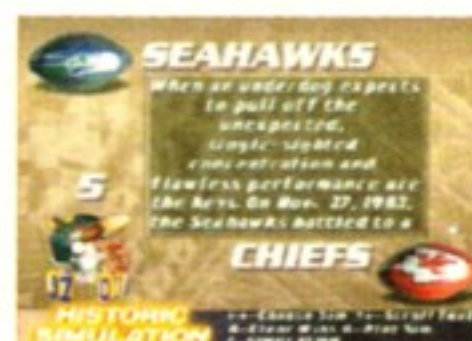 SEAHAWKS
When an underdog expects
to pull off the
unexpected,
single-sighted
concentration and
flawless performance are
the keys. On Nov. 27, 1983,
the Seahawks battled to a
5
CHIEFS
HISTORIC
SIMULATION